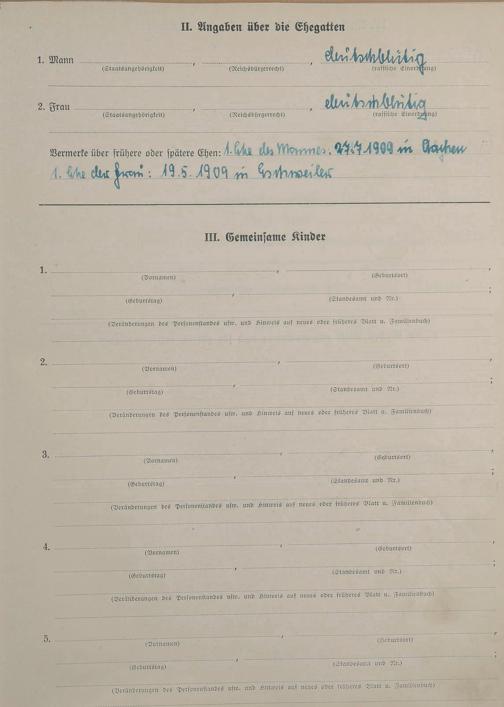 II. Angaben über die Ehegatten
1. Mann , , deutschblütig
(Staatsangehörigkeit) (Reichsbürgerrecht) (rassische Einordnung)
2. Frau , , deutschblütig
(Staatsangehörigkeit) (Reichsbürgerrecht) (rassische Einordnung)
Vermerke über frühere oder spätere Ehen: 1. Ehe des Mannes. 27.7.1909 in Aachen
1. Ehe der Frau: 19.5.1909 in Eschweiler
III. Gemeinsame Kinder
1. , ,
(Vornamen) (Geburtsort)
, ;
(Geburtstag) (Standesamt und Nr.)
(Veränderungen des Personenstandes usw. und Hinweis auf neues oder früheres Blatt u. Familienbuch)
2. , ,
(Vornamen) (Geburtsort)
, ;
(Geburtstag) (Standesamt und Nr.)
(Veränderungen des Personenstandes usw. und Hinweis auf neues oder früheres Blatt u. Familienbuch)
3. , ,
(Vornamen) (Geburtsort)
, ;
(Geburtstag) (Standesamt und Nr.)
(Veränderungen des Personenstandes usw. und Hinweis auf neues oder früheres Blatt u. Familienbuch)
4. , ,
(Vornamen) (Geburtsort)
, ;
(Geburtstag) (Standesamt und Nr.)
(Veränderungen des Personenstandes usw. und Hinweis auf neues oder früheres Blatt u. Familienbuch)
5. , ,
(Vornamen) (Geburtsort)
, ;
(Geburtstag) (Standesamt und Nr.)
(Veränderungen des Personenstandes usw. und Hinweis auf neues oder früheres Blatt u. Familienbuch)